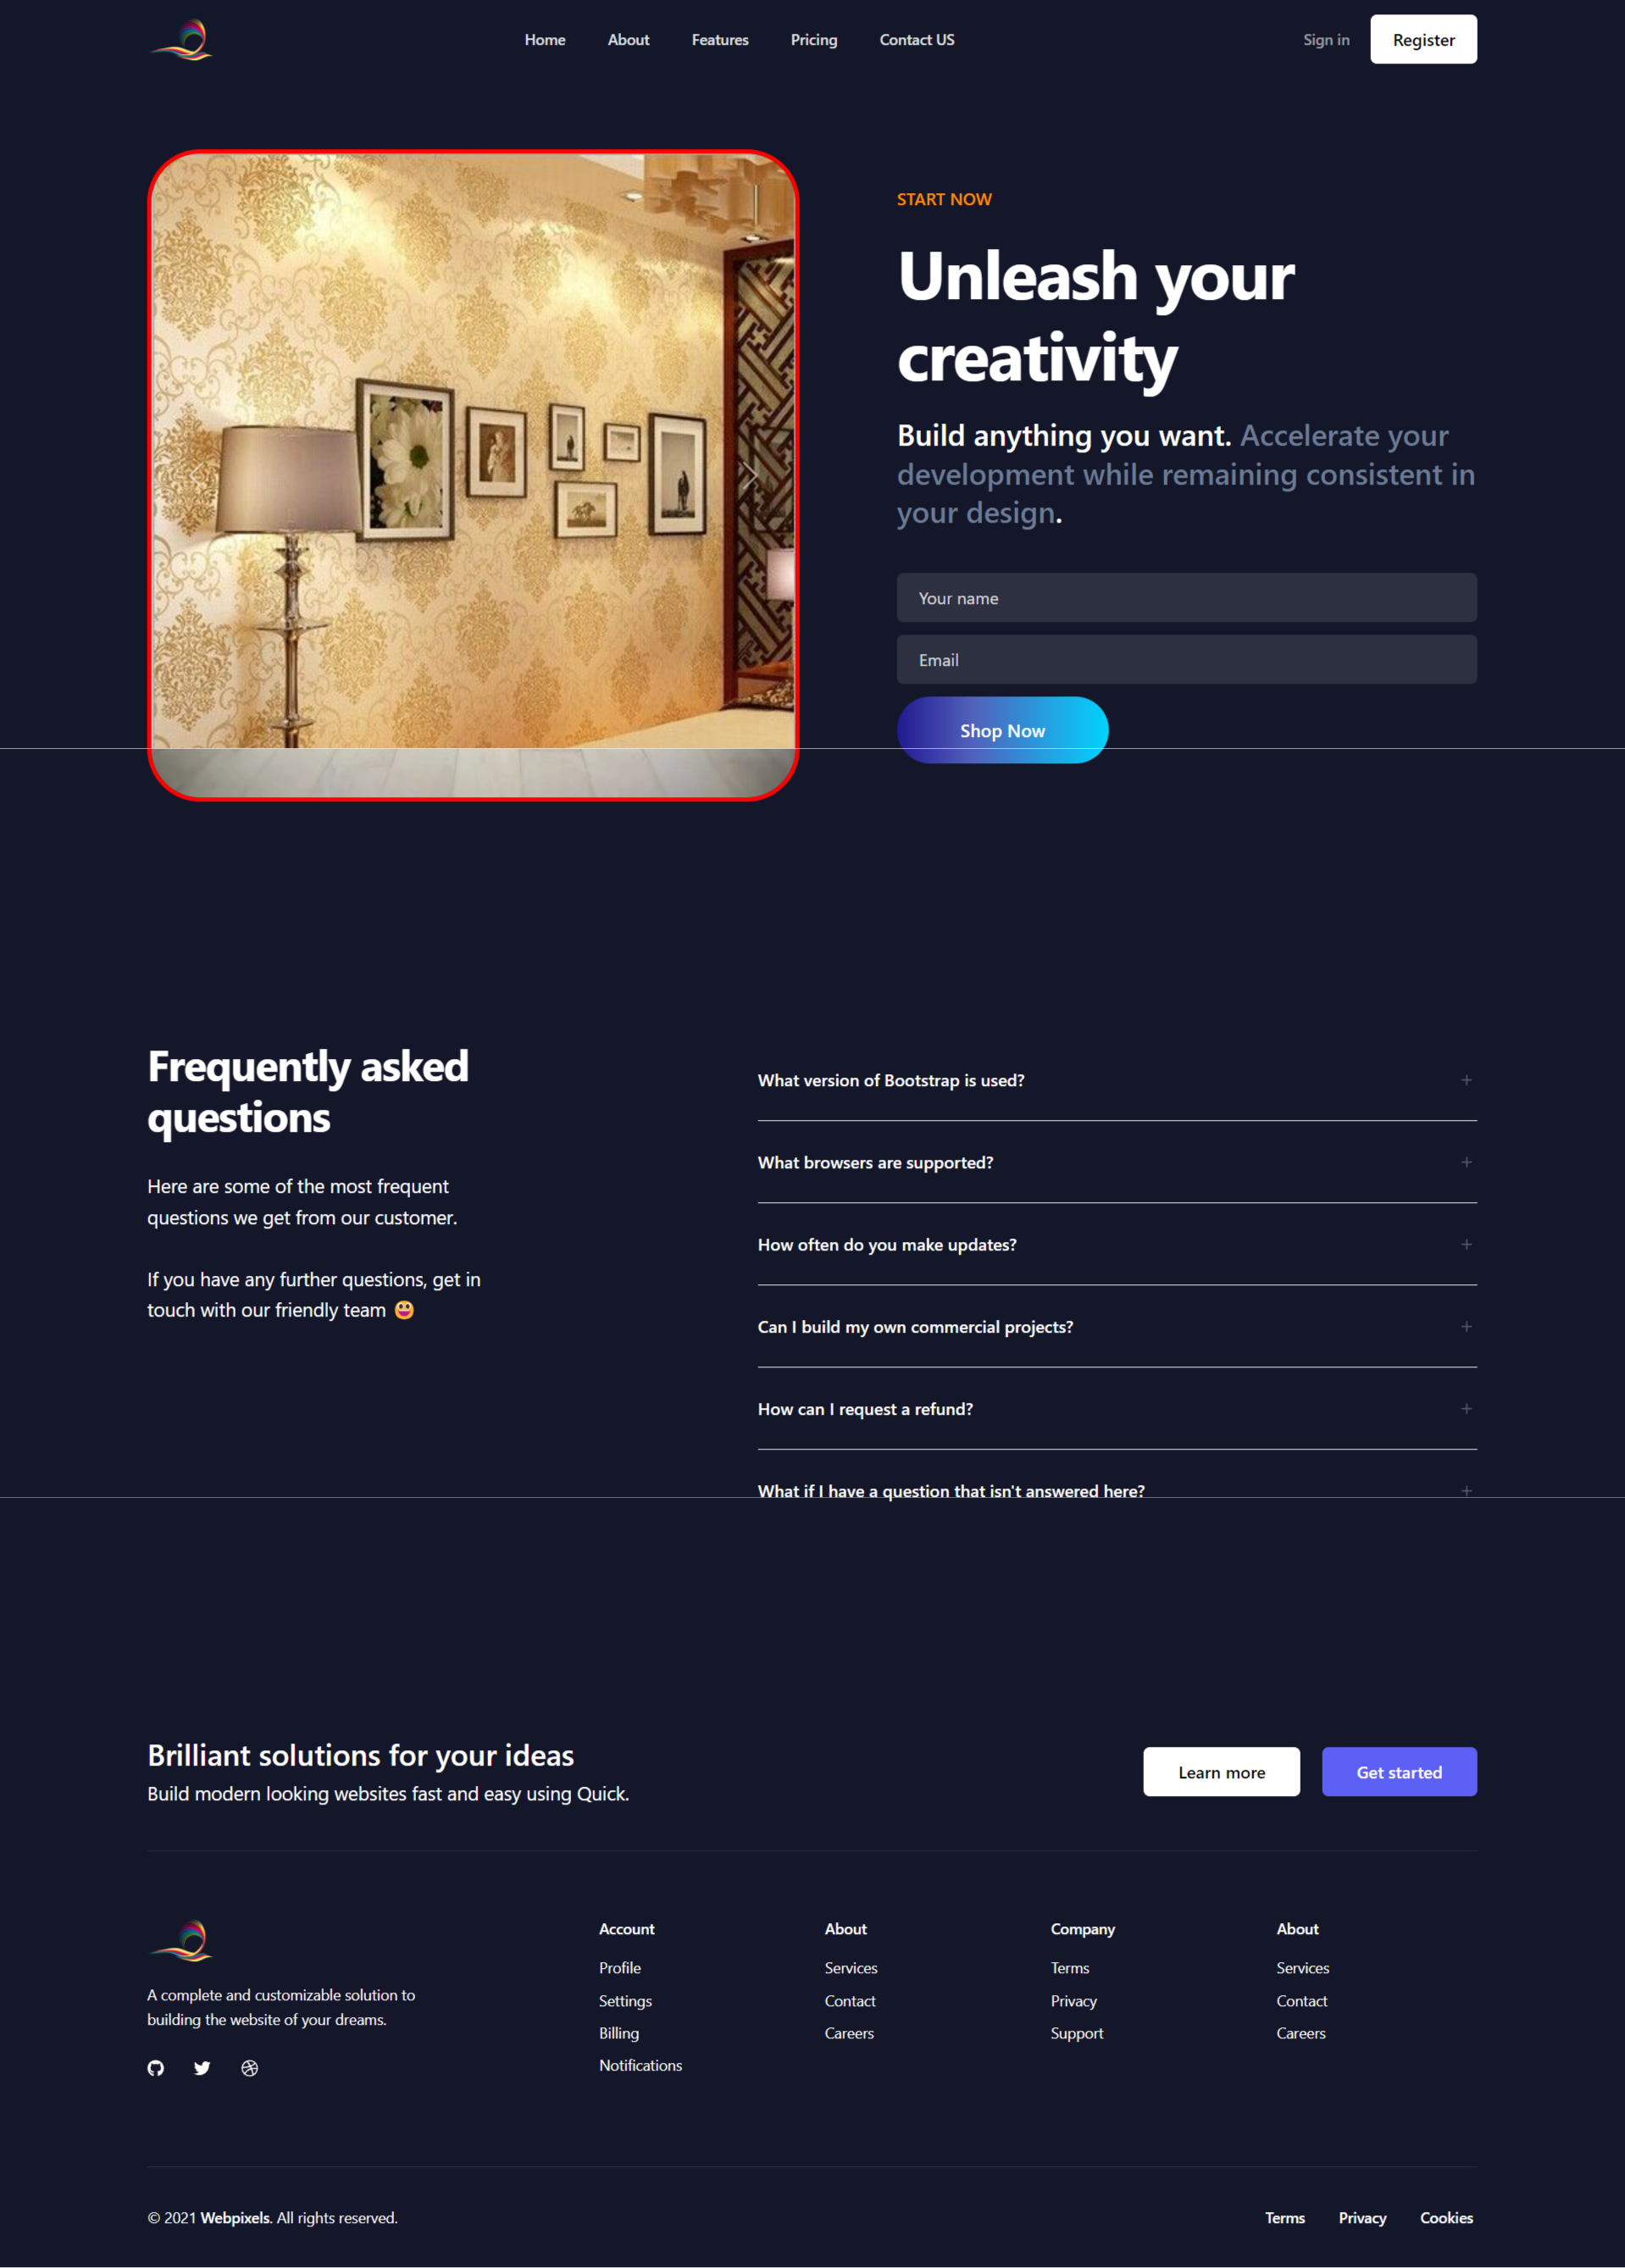 Home About Features Pricing Contact US Sign in Register
START NOW
Unleash your
creativity
Build anything you want. Accelerate your
development while remaining consistent in
your design.
Your name
Email
Shop Now
Frequently asked
questions
Here are some of the most frequent
questions we get from our customer.
If you have any further questions, get in
touch with our friendly team 😃
What version of Bootstrap is used? +
What browsers are supported? +
How often do you make updates? +
Can I build my own commercial projects? +
How can I request a refund? +
What if I have a question that isn't answered here? +
Brilliant solutions for your ideas
Build modern looking websites fast and easy using Quick.
Learn more Get started
A complete and customizable solution to
building the website of your dreams.
Account
Profile
Settings
Billing
Notifications
About
Services
Contact
Careers
Company
Terms
Privacy
Support
About
Services
Contact
Careers
© 2021 Webpixels. All rights reserved.
Terms Privacy Cookies